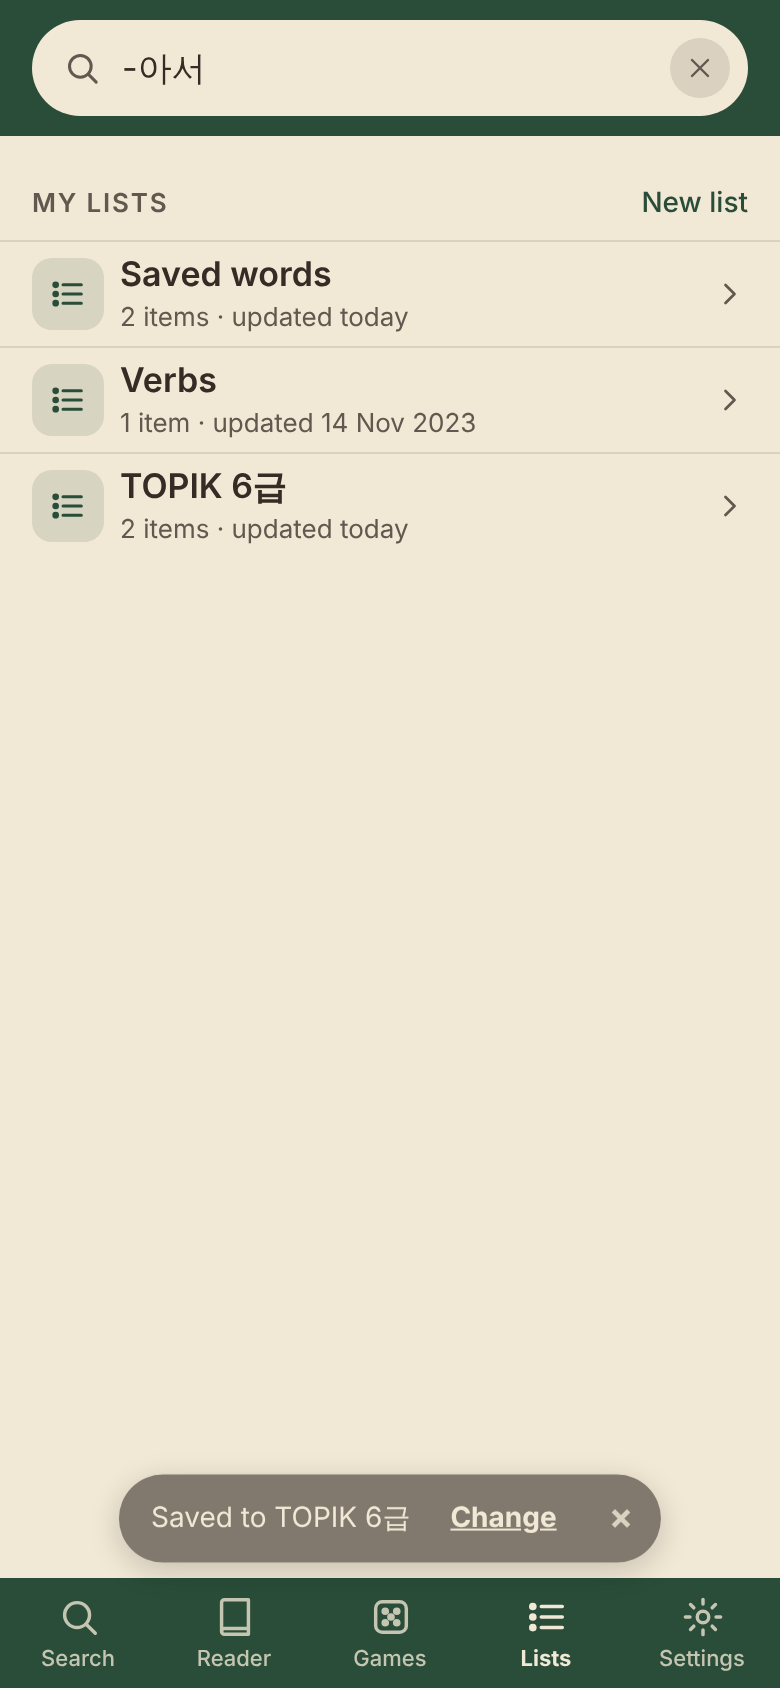 -아서
MY LISTS New list
Saved words
2 items · updated today
Verbs
1 item · updated 14 Nov 2023
TOPIK 6급
2 items · updated today
Saved to TOPIK 6급 Change
Search Reader Games Lists Settings